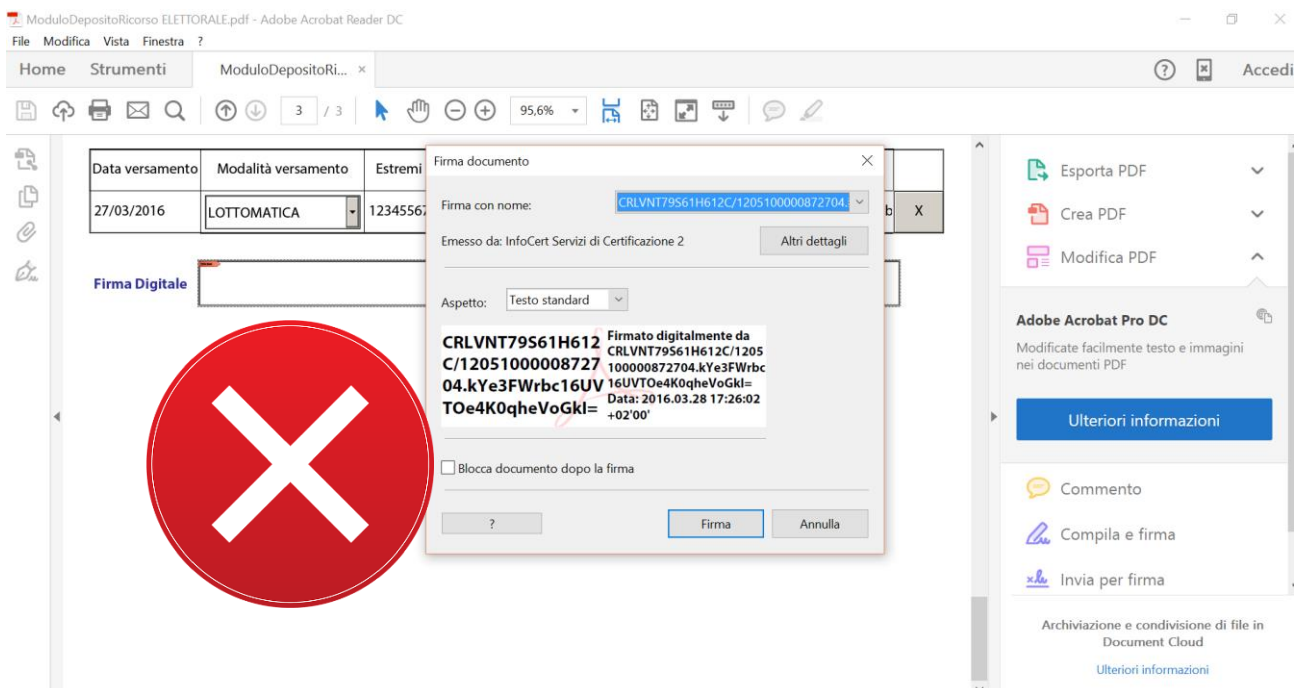 ModuloDepositoRicorso ELETTORALE.pdf - Adobe Acrobat Reader DC
File Modifica Vista Finestra ?
Home Strumenti ModuloDepositoRi... × ? Accedi
3 / 3 95,6%
Data versamento Modalità versamento Estremi
27/03/2016 LOTTOMATICA 1234556 b X
Firma Digitale
Firma documento
Firma con nome: CRLVNT79S61H612C/1205100000872704.
Emesso da: InfoCert Servizi di Certificazione 2 Altri dettagli
Aspetto: Testo standard
CRLVNT79S61H612
C/12051000008727
04.kYe3FWrbc16UV
TOe4K0qheVoGkI=
Firmato digitalmente da
CRLVNT79S61H612C/1205
100000872704.kYe3FWrbc
16UVTOe4K0qheVoGkI=
Data: 2016.03.28 17:26:02
+02'00'
Blocca documento dopo la firma
? Firma Annulla
Esporta PDF
Crea PDF
Modifica PDF
Adobe Acrobat Pro DC
Modificate facilmente testo e immagini
nei documenti PDF
Ulteriori informazioni
Commento
Compila e firma
Invia per firma
Archiviazione e condivisione di file in
Document Cloud
Ulteriori informazioni